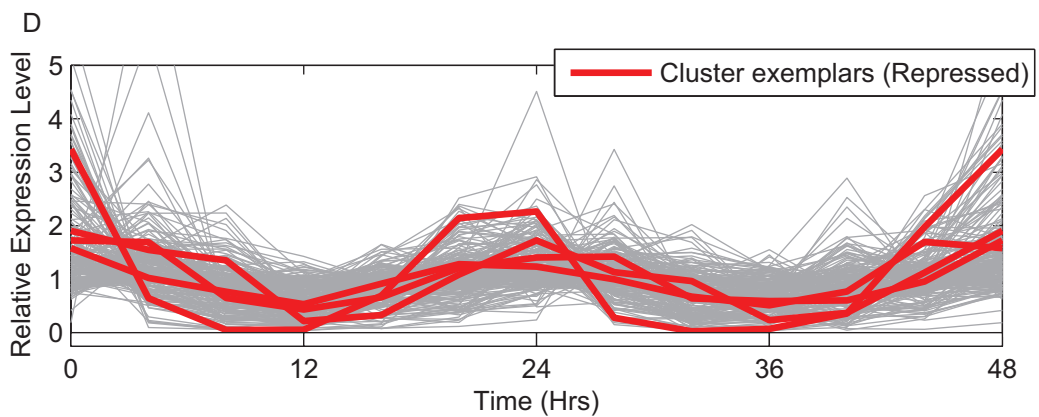 D
Relative Expression Level
5
4
3
2
1
0
Cluster exemplars (Repressed)
0 12 24 36 48
Time (Hrs)